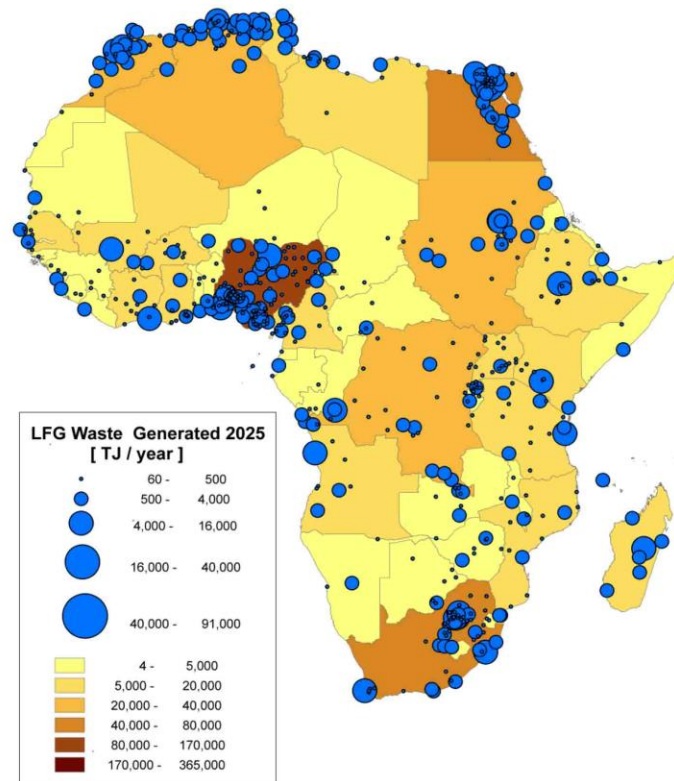 LFG Waste Generated 2025
[ TJ / year ]
60 - 500
500 - 4,000
4,000 - 16,000
16,000 - 40,000
40,000 - 91,000
4 - 5,000
5,000 - 20,000
20,000 - 40,000
40,000 - 80,000
80,000 - 170,000
170,000 - 365,000